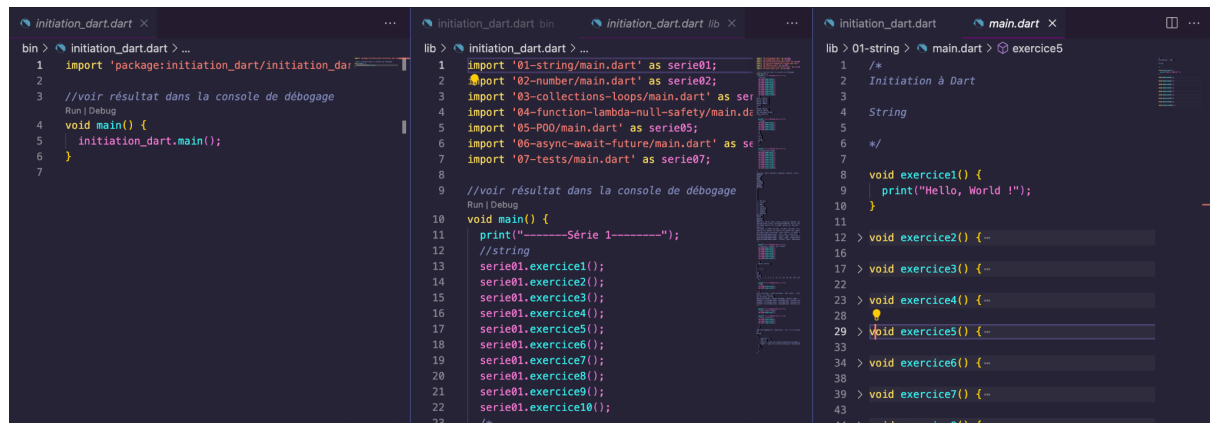 initiation_dart.dart
bin > initiation_dart.dart > ...
1 import 'package:initiation_dart/initiation_dar
2
3 //voir résultat dans la console de débogage
Run | Debug
4 void main() {
5 initiation_dart.main();
6 }
7
initiation_dart.dart bin
initiation_dart.dart lib
lib > initiation_dart.dart > ...
1 import '01-string/main.dart' as serie01;
2 import '02-number/main.dart' as serie02;
3 import '03-collections-loops/main.dart' as ser
4 import '04-function-lambda-null-safety/main.da
5 import '05-POO/main.dart' as serie05;
6 import '06-async-await-future/main.dart' as se
7 import '07-tests/main.dart' as serie07;
8
9 //voir résultat dans la console de débogage
Run | Debug
10 void main() {
11 print("-------Série 1--------");
12 //string
13 serie01.exercice1();
14 serie01.exercice2();
15 serie01.exercice3();
16 serie01.exercice4();
17 serie01.exercice5();
18 serie01.exercice6();
19 serie01.exercice7();
20 serie01.exercice8();
21 serie01.exercice9();
22 serie01.exercice10();
23 /*
initiation_dart.dart
main.dart
lib > 01-string > main.dart > exercice5
1 /*
2 Initiation à Dart
3
4 String
5
6 */
7
8 void exercice1() {
9 print("Hello, World !");
10 }
11
12 > void exercice2() {…
16
17 > void exercice3() {…
22
23 > void exercice4() {…
28
29 > void exercice5() {…
33
34 > void exercice6() {…
38
39 > void exercice7() {…
43